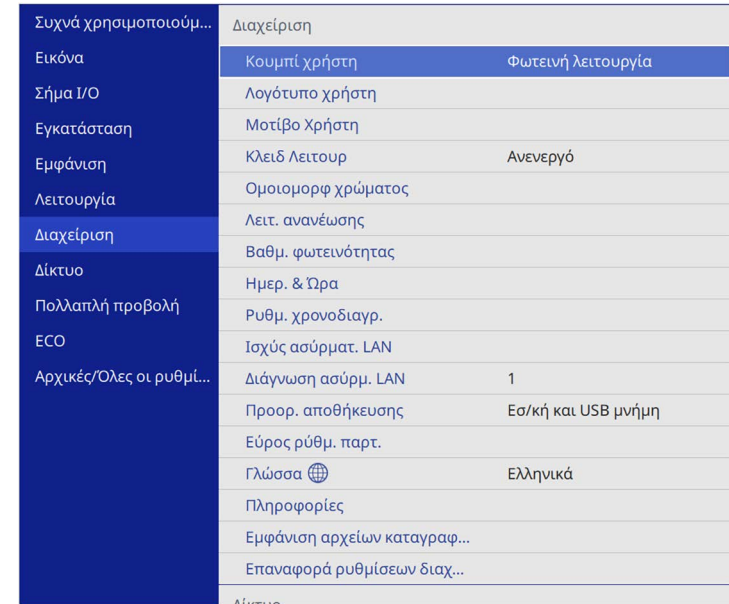 Συχνά χρησιμοποιούμ...
Εικόνα
Σήμα I/O
Εγκατάσταση
Εμφάνιση
Λειτουργία
Διαχείριση
Δίκτυο
Πολλαπλή προβολή
ECO
Αρχικές/Όλες οι ρυθμί...
Διαχείριση
Κουμπί χρήστη Φωτεινή λειτουργία
Λογότυπο χρήστη
Μοτίβο Χρήστη
Κλειδ Λειτουρ Ανενεργό
Ομοιομορφ χρώματος
Λειτ. ανανέωσης
Βαθμ. φωτεινότητας
Ημερ. & Ώρα
Ρυθμ. χρονοδιαγρ.
Ισχύς ασύρματ. LAN
Διάγνωση ασύρμ. LAN 1
Προορ. αποθήκευσης Εσ/κή και USB μνήμη
Εύρος ρύθμ. παρτ.
Γλώσσα Ελληνικά
Πληροφορίες
Εμφάνιση αρχείων καταγραφ...
Επαναφορά ρυθμίσεων διαχ...
Δίκτυο